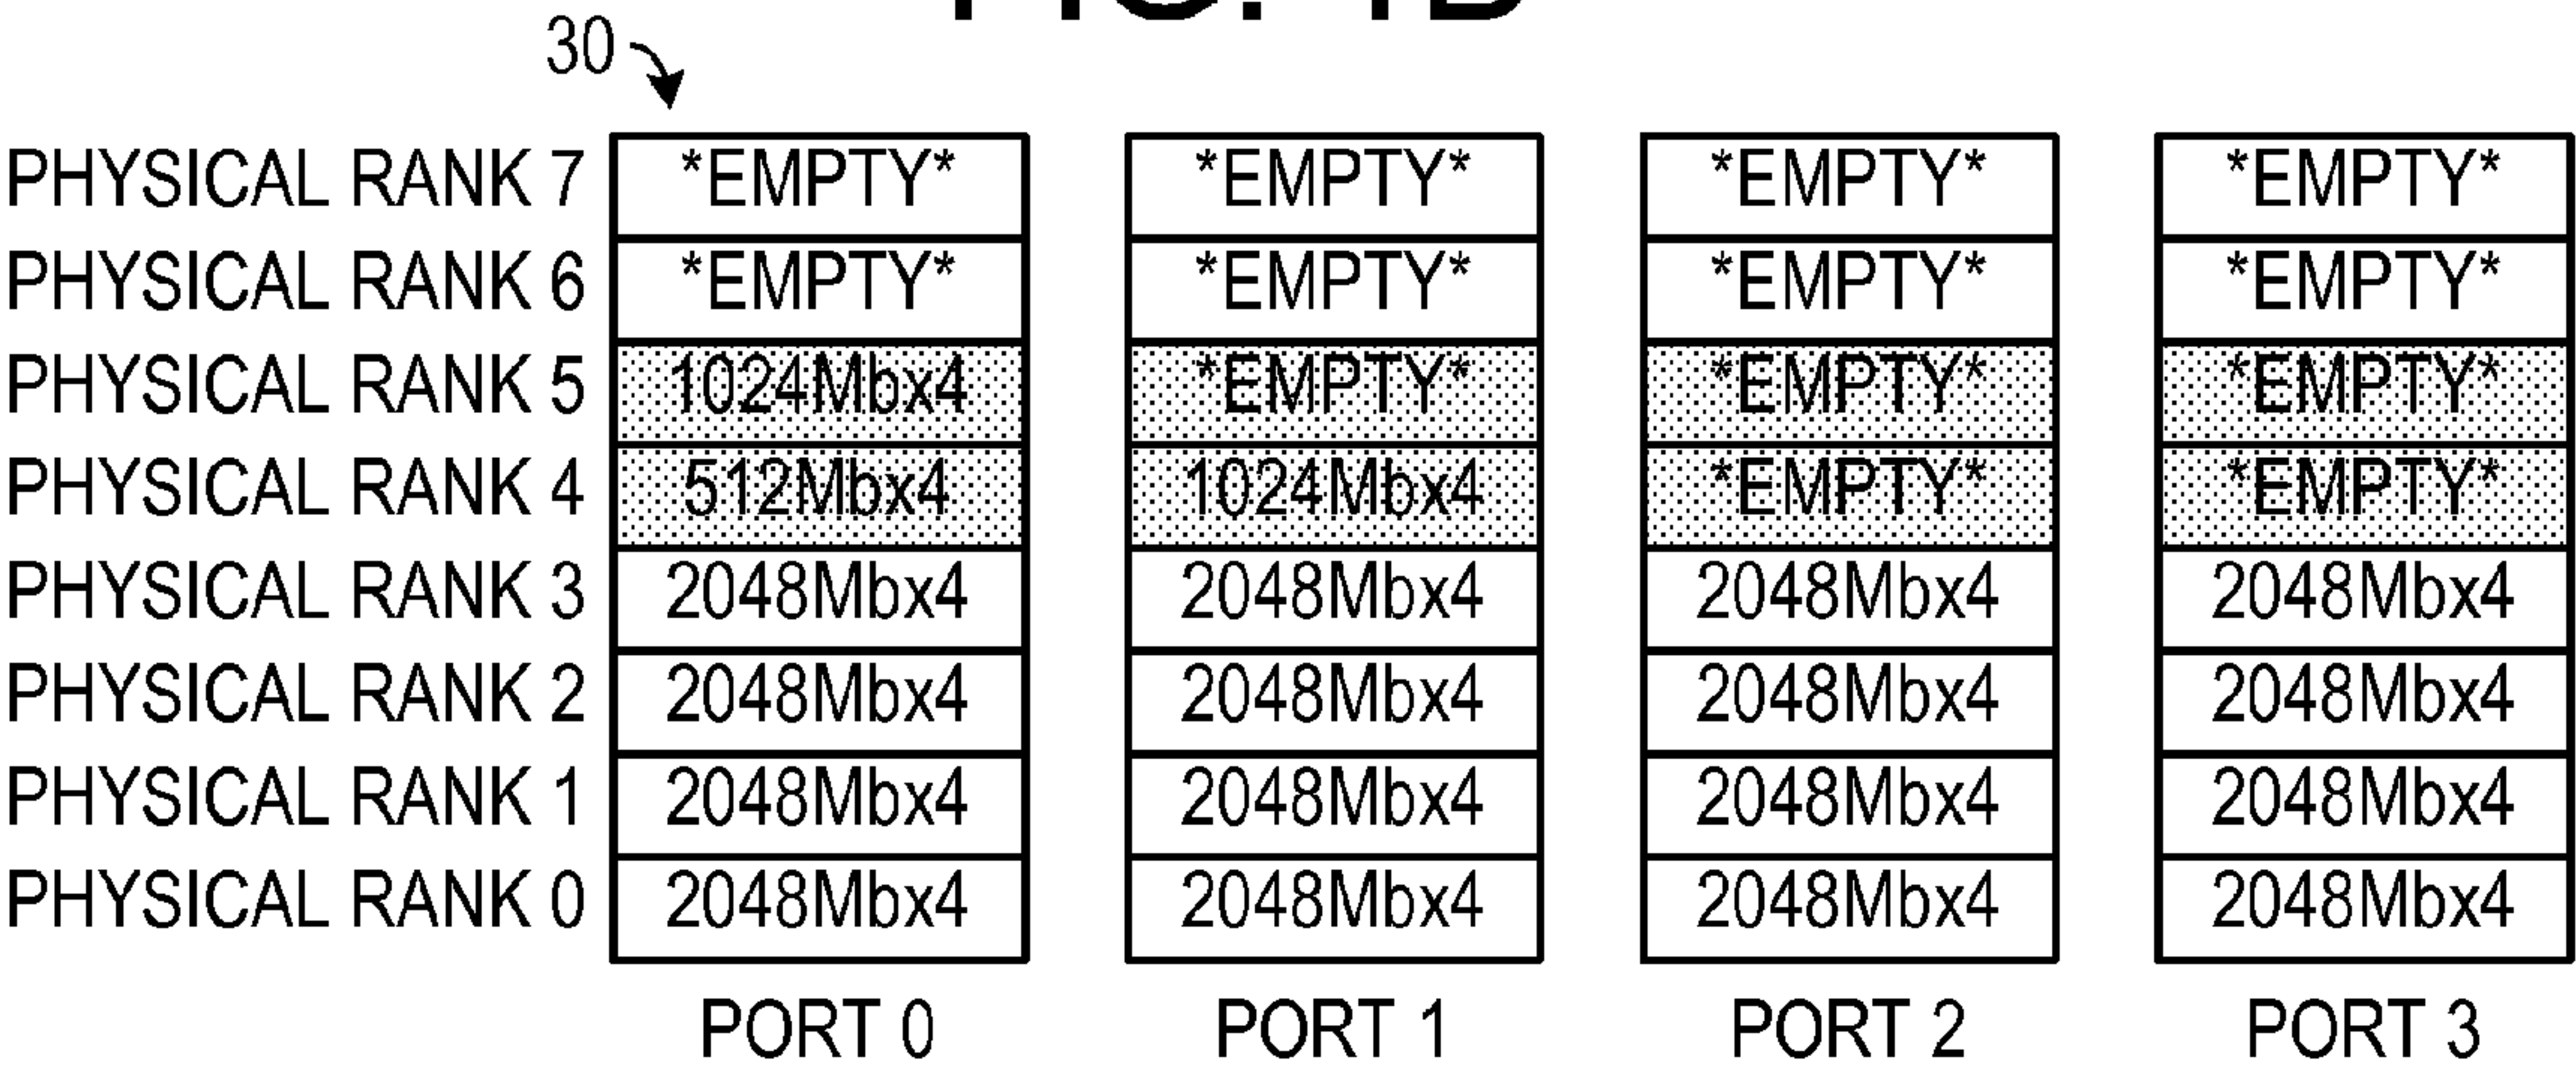 30
PHYSICAL RANK 7 *EMPTY* *EMPTY* *EMPTY* *EMPTY*
PHYSICAL RANK 6 *EMPTY* *EMPTY* *EMPTY* *EMPTY*
PHYSICAL RANK 5 1024Mbx4 *EMPTY* *EMPTY* *EMPTY*
PHYSICAL RANK 4 512Mbx4 1024Mbx4 *EMPTY* *EMPTY*
PHYSICAL RANK 3 2048Mbx4 2048Mbx4 2048Mbx4 2048Mbx4
PHYSICAL RANK 2 2048Mbx4 2048Mbx4 2048Mbx4 2048Mbx4
PHYSICAL RANK 1 2048Mbx4 2048Mbx4 2048Mbx4 2048Mbx4
PHYSICAL RANK 0 2048Mbx4 2048Mbx4 2048Mbx4 2048Mbx4
PORT 0 PORT 1 PORT 2 PORT 3